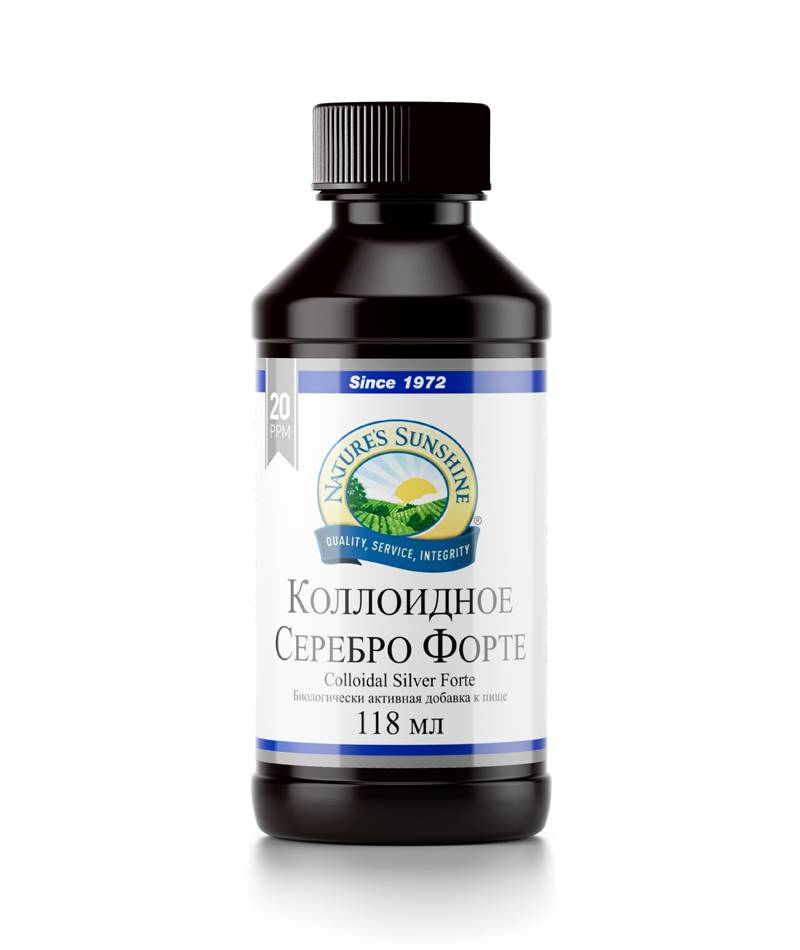 Since 1972
20
PPM
NATURE'S SUNSHINE
®
QUALITY, SERVICE, INTEGRITY
КОЛЛОИДНОЕ
СЕРЕБРО ФОРТЕ
Colloidal Silver Forte
Биологически активная добавка к пище
118 мл